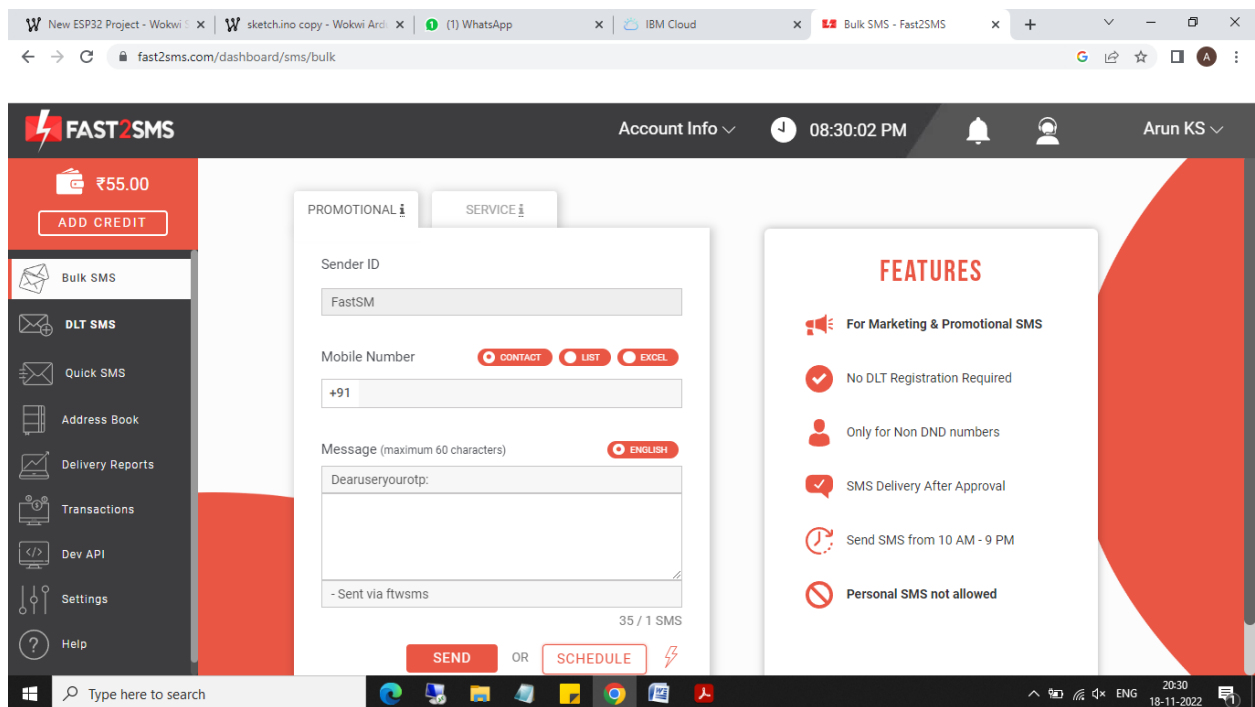 New ESP32 Project - Wokwi S
sketch.ino copy - Wokwi Ard
(1) WhatsApp
IBM Cloud
Bulk SMS - Fast2SMS
fast2sms.com/dashboard/sms/bulk
A
FAST2SMS
Account Info
08:30:02 PM
Arun KS
₹55.00
ADD CREDIT
Bulk SMS
DLT SMS
Quick SMS
Address Book
Delivery Reports
Transactions
Dev API
Settings
Help
PROMOTIONAL i
SERVICE i
Sender ID
FastSM
Mobile Number
CONTACT
LIST
EXCEL
+91
Message (maximum 60 characters)
ENGLISH
Dearuseryourotp:
- Sent via ftwsms
35 / 1 SMS
SEND
OR
SCHEDULE
FEATURES
For Marketing & Promotional SMS
No DLT Registration Required
Only for Non DND numbers
SMS Delivery After Approval
Send SMS from 10 AM - 9 PM
Personal SMS not allowed
Type here to search
ENG
20:30
18-11-2022